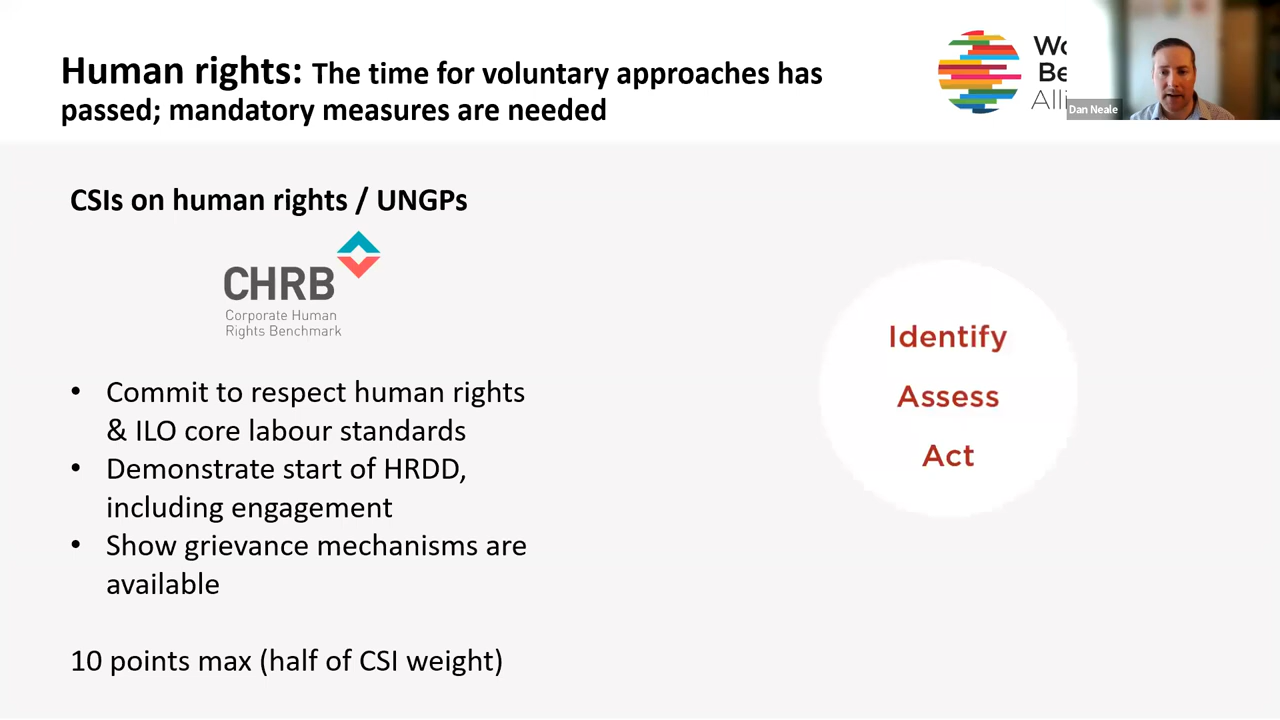 Human rights: The time for voluntary approaches has
passed; mandatory measures are needed
Dan Neale
CSIs on human rights / UNGPs
CHRB
Corporate Human
Rights Benchmark
• Commit to respect human rights
& ILO core labour standards
• Demonstrate start of HRDD,
including engagement
• Show grievance mechanisms are
available
10 points max (half of CSI weight)
Identify
Assess
Act